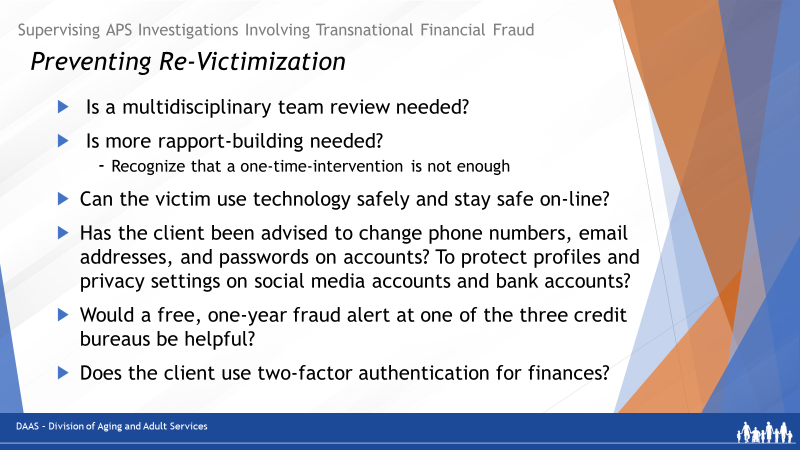 Supervising APS Investigations Involving Transnational Financial Fraud
Preventing Re-Victimization
Is a multidisciplinary team review needed?
Is more rapport-building needed?
- Recognize that a one-time-intervention is not enough
Can the victim use technology safely and stay safe on-line?
Has the client been advised to change phone numbers, email
addresses, and passwords on accounts? To protect profiles and
privacy settings on social media accounts and bank accounts?
Would a free, one-year fraud alert at one of the three credit
bureaus be helpful?
Does the client use two-factor authentication for finances?
DAAS – Division of Aging and Adult Services